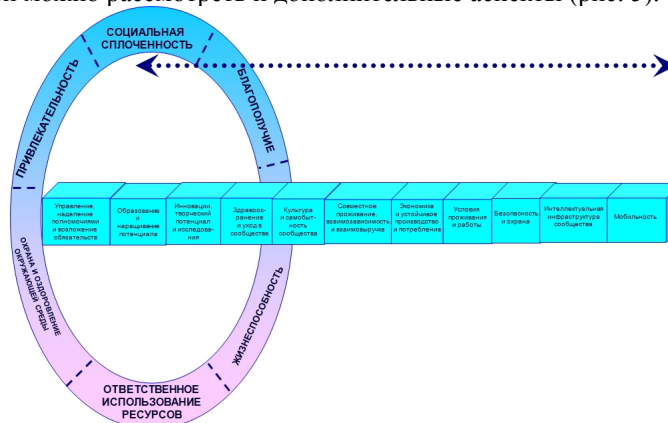 и можно рассмотреть и дополнительные аспекты (рис. 3).
СОЦИАЛЬНАЯ
СПЛОЧЕННОСТЬ
ПРИВЛЕКАТЕЛЬНОСТЬ
БЛАГОПОЛУЧИЕ
Управление,
наделение
полномочиями
и возложение
обязательств
Образование
и
наращивание
потенциала
Инновации,
творческий
потенциал
и исследова-
ния
Здравоох-
ранение
и уход в
сообществе
Культура
и самобыт-
ность
сообщества
Совместное
проживание,
взаимозависимость
и взаимовыручка
Экономика
и устойчивое
производство
и потребление
Условия
проживания
и работы
Безопасность
и охрана
Интеллектуальная
инфраструктура
сообщества
Мобильность
ОХРАНА И ОЗДОРОВЛЕНИЕ
ОКРУЖАЮЩЕЙ СРЕДЫ
ЖИЗНЕСПОСОБНОСТЬ
ОТВЕТСТВЕННОЕ
ИСПОЛЬЗОВАНИЕ
РЕСУРСОВ